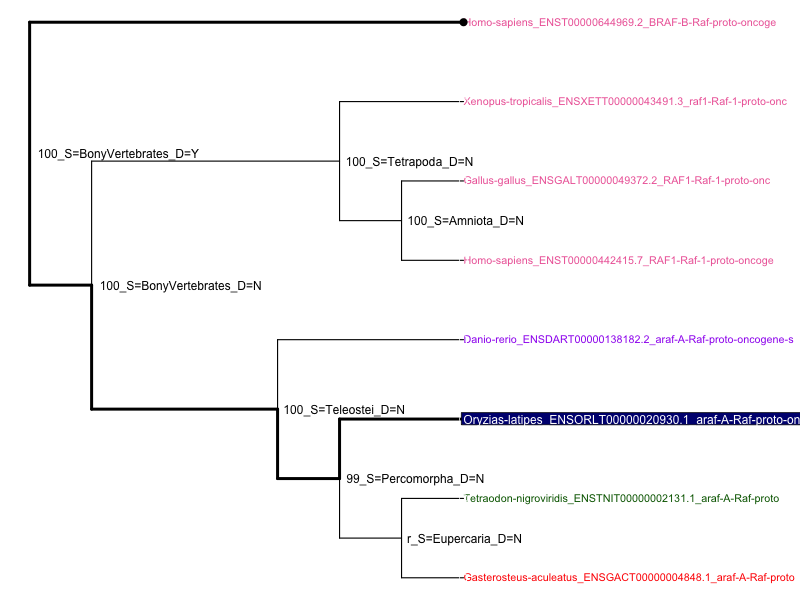 Homo-sapiens_ENST00000644969.2_BRAF-B-Raf-proto-oncoge
Xenopus-tropicalis_ENSXETT00000043491.3_raf1-Raf-1-proto-onc
100_S=BonyVertebrates_D=Y
100_S=Tetrapoda_D=N
Gallus-gallus_ENSGALT00000049372.2_RAF1-Raf-1-proto-onc
100_S=Amniota_D=N
Homo-sapiens_ENST00000442415.7_RAF1-Raf-1-proto-oncoge
100_S=BonyVertebrates_D=N
Danio-rerio_ENSDART00000138182.2_araf-A-Raf-proto-oncogene-s
100_S=Teleostei_D=N
Oryzias-latipes_ENSORLT00000020930.1_araf-A-Raf-proto-on
99_S=Percomorpha_D=N
Tetraodon-nigroviridis_ENSTNIT00000002131.1_araf-A-Raf-proto
r_S=Eupercaria_D=N
Gasterosteus-aculeatus_ENSGACT00000004848.1_araf-A-Raf-proto